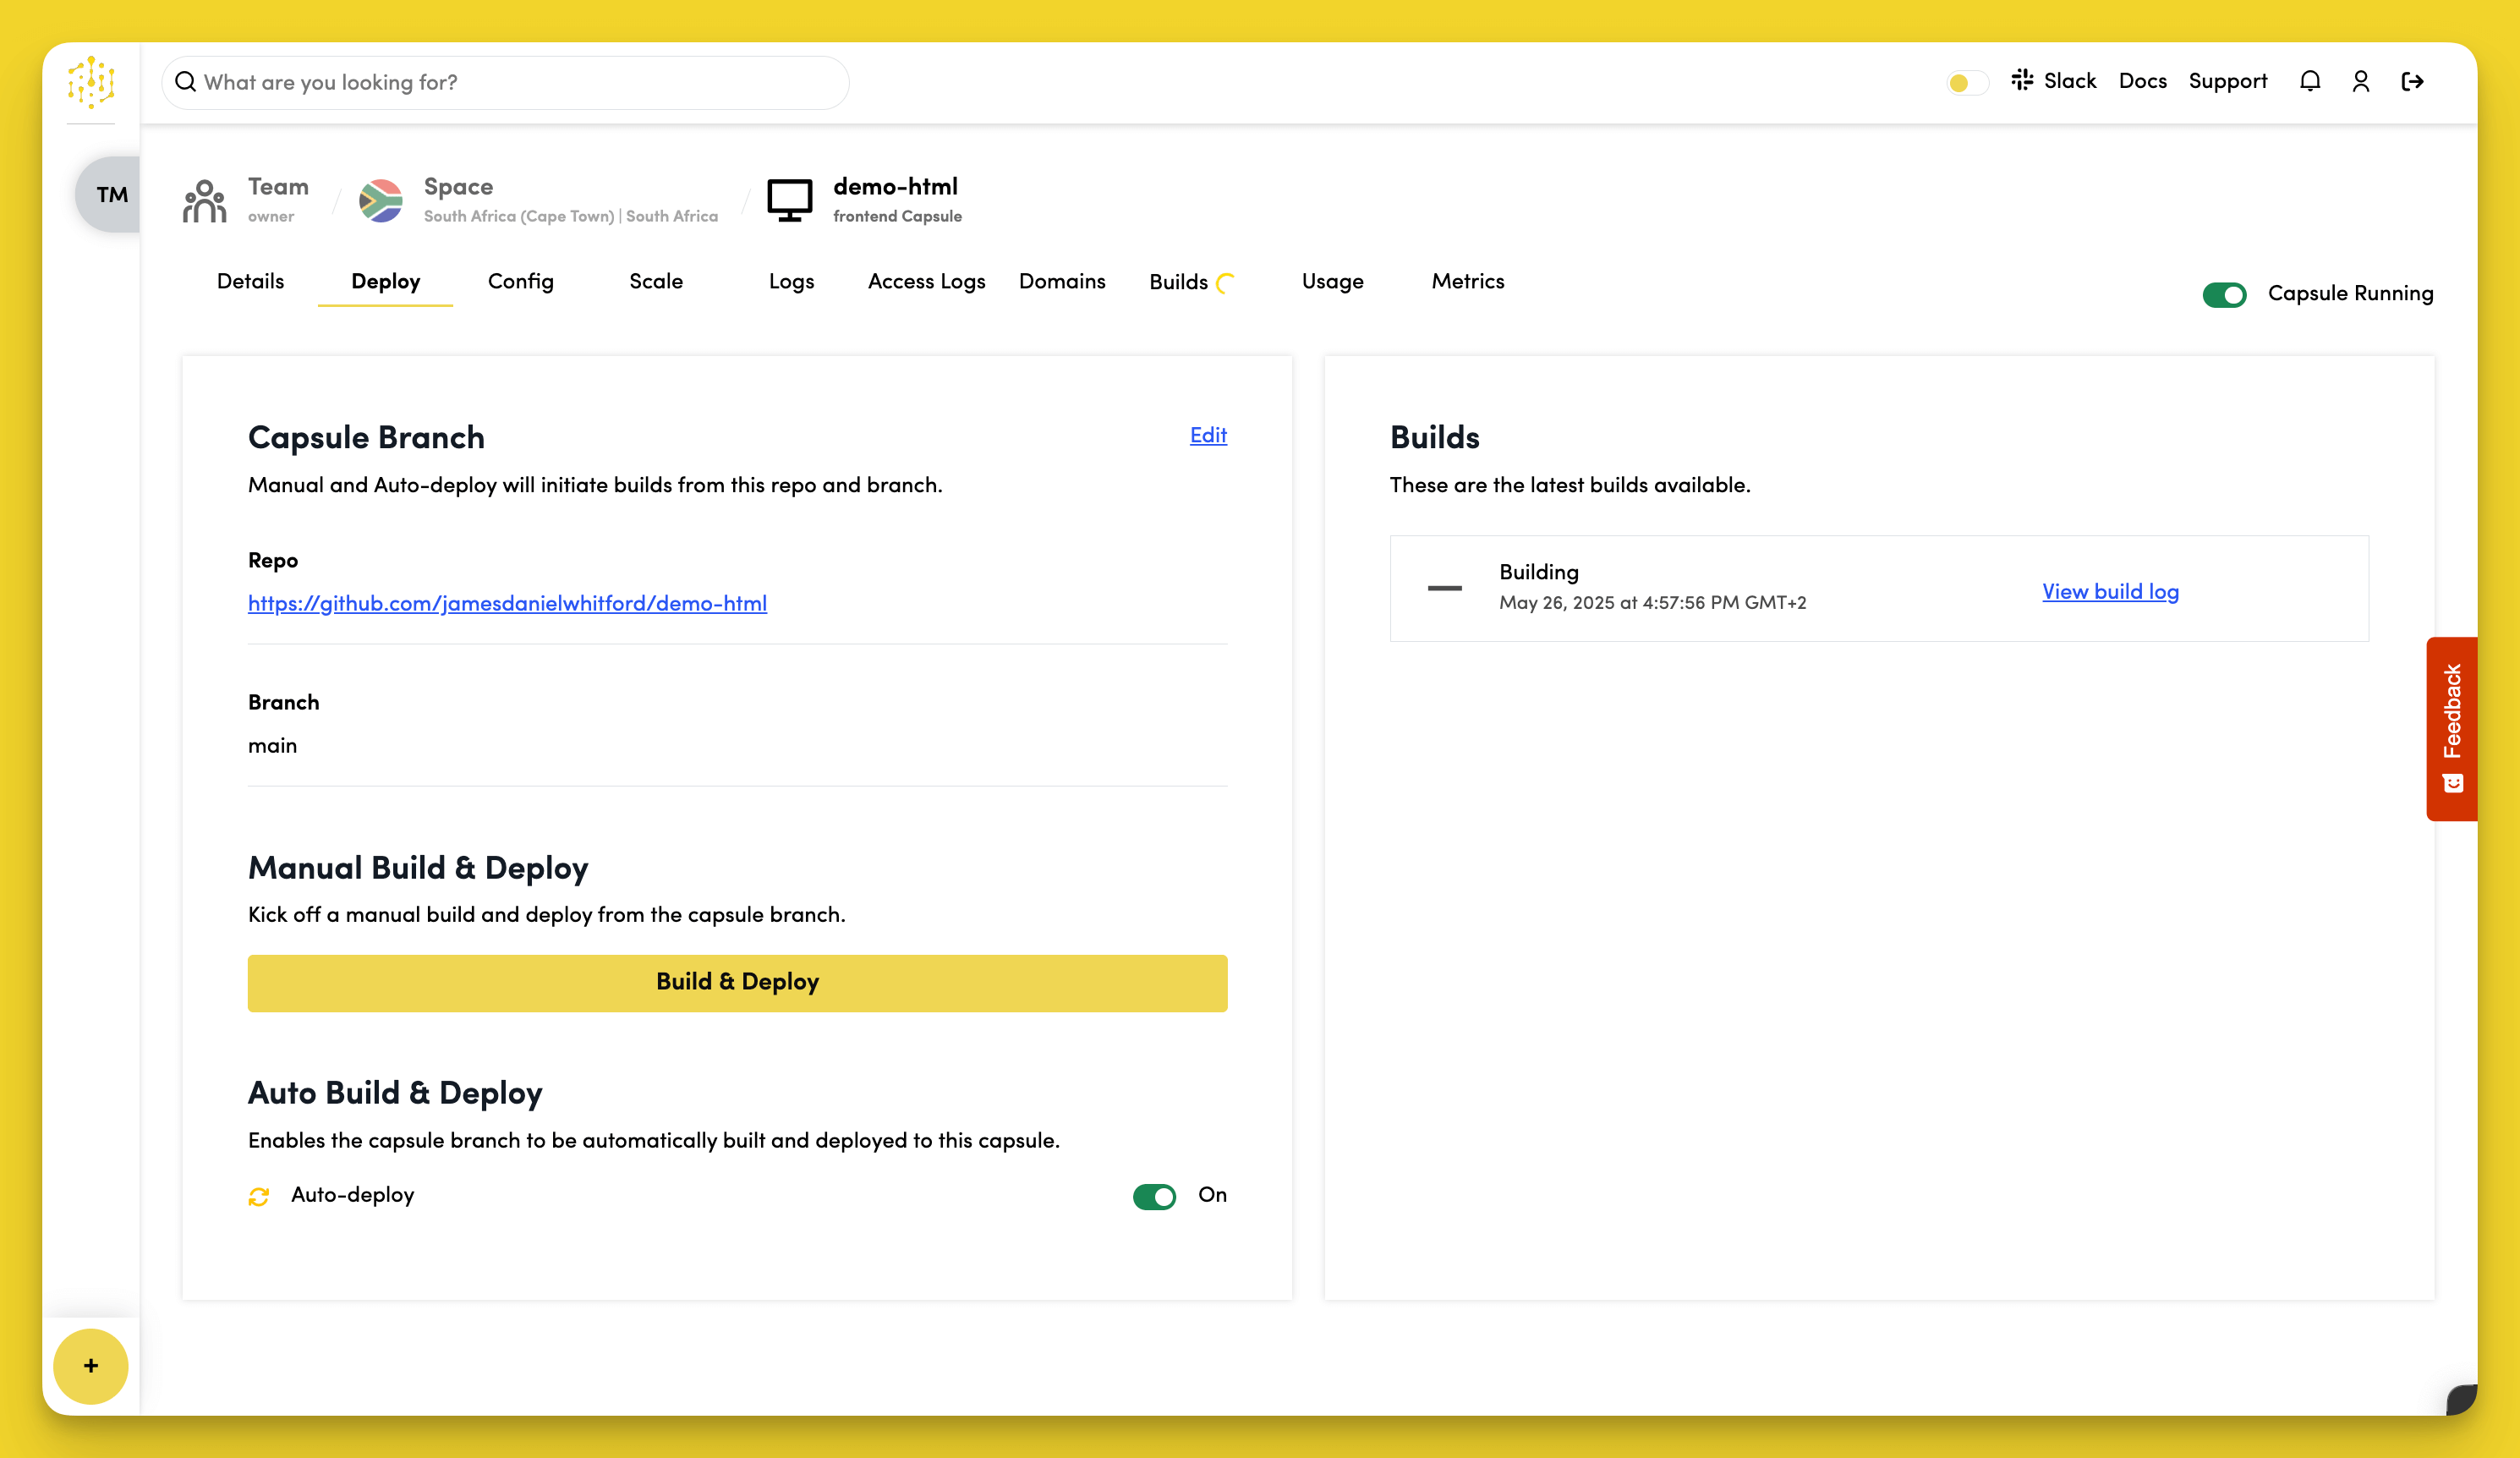 What are you looking for?
Slack
Docs
Support
TM
Team
owner
Space
South Africa (Cape Town) | South Africa
demo-html
frontend Capsule
Details
Deploy
Config
Scale
Logs
Access Logs
Domains
Builds
Usage
Metrics
Capsule Running
Capsule Branch
Edit
Manual and Auto-deploy will initiate builds from this repo and branch.
Repo
https://github.com/jamesdanielwhitford/demo-html
Branch
main
Manual Build & Deploy
Kick off a manual build and deploy from the capsule branch.
Build & Deploy
Auto Build & Deploy
Enables the capsule branch to be automatically built and deployed to this capsule.
Auto-deploy
On
Builds
These are the latest builds available.
Building
May 26, 2025 at 4:57:56 PM GMT+2
View build log
Feedback
+